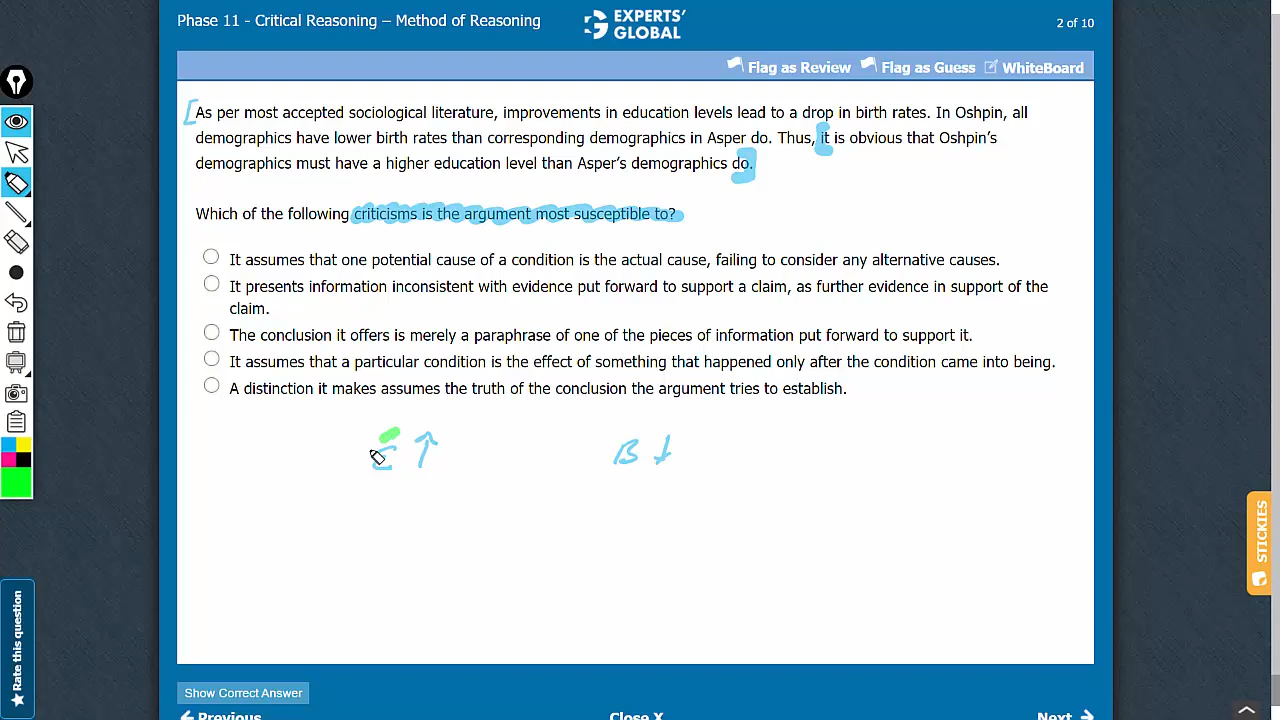 Phase 11 - Critical Reasoning – Method of Reasoning
EXPERTS'
GLOBAL
2 of 10
Flag as Review
Flag as Guess
WhiteBoard
As per most accepted sociological literature, improvements in education levels lead to a drop in birth rates. In Oshpin, all
demographics have lower birth rates than corresponding demographics in Asper do. Thus, it is obvious that Oshpin's
demographics must have a higher education level than Asper's demographics do.
Which of the following criticisms is the argument most susceptible to?
It assumes that one potential cause of a condition is the actual cause, failing to consider any alternative causes.
It presents information inconsistent with evidence put forward to support a claim, as further evidence in support of the
claim.
The conclusion it offers is merely a paraphrase of one of the pieces of information put forward to support it.
It assumes that a particular condition is the effect of something that happened only after the condition came into being.
A distinction it makes assumes the truth of the conclusion the argument tries to establish.
E ↑ B ↓
STICKIES
Rate this question
Show Correct Answer
Previous
Close X
Next